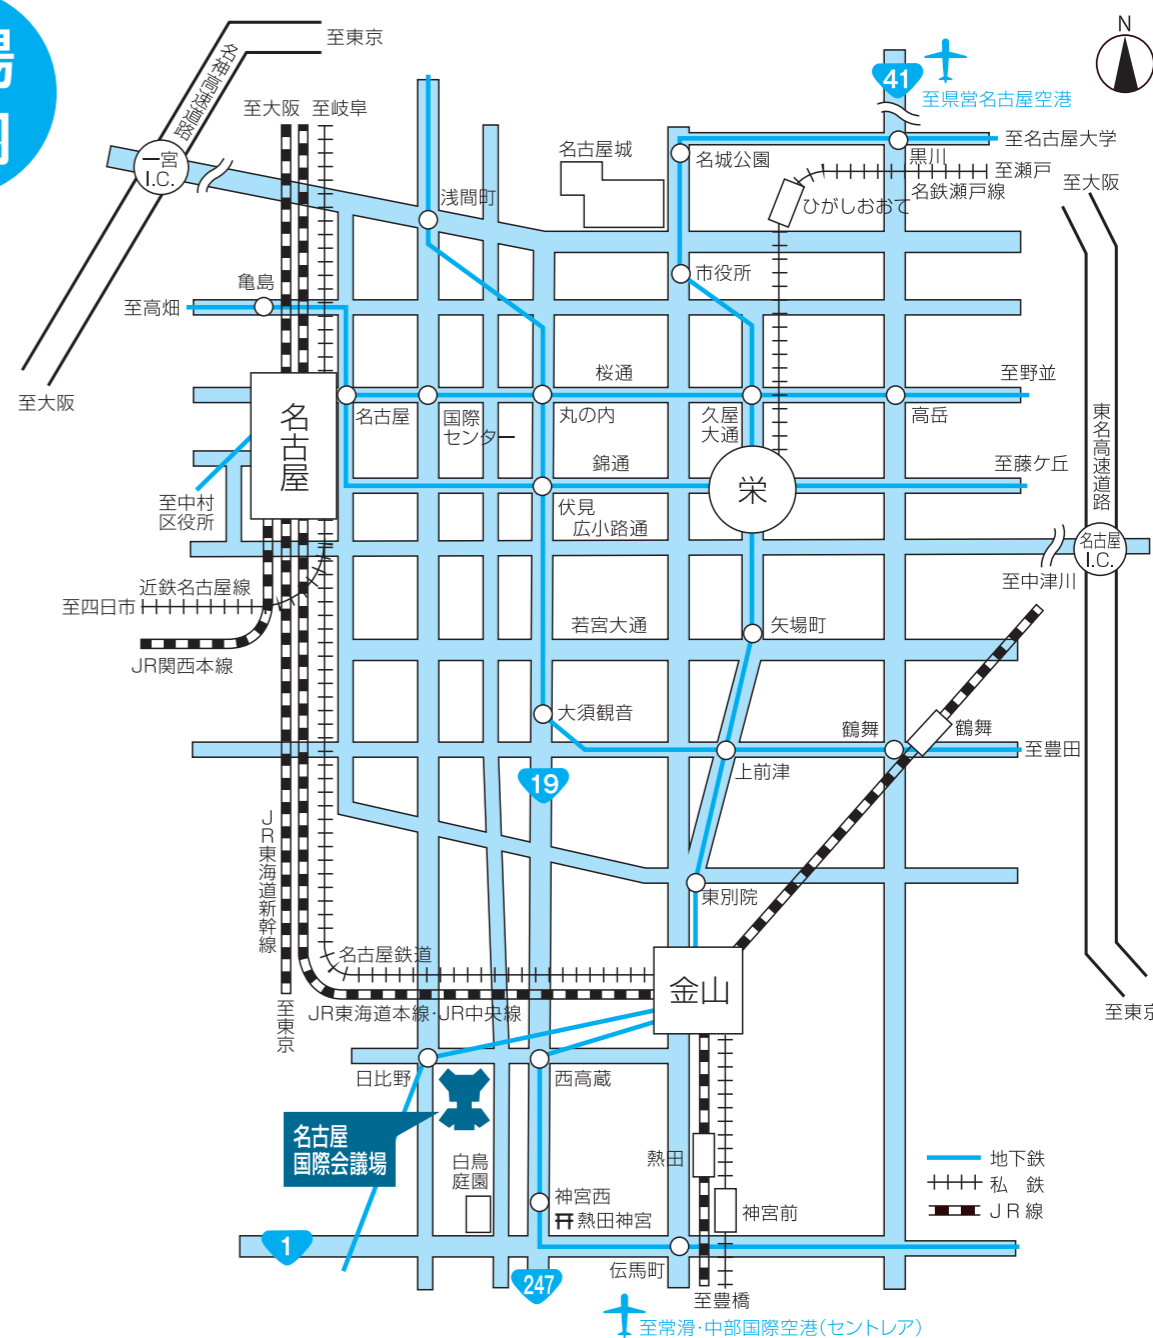 場
至東京
N
名神高速道路
41
至県営名古屋空港
至大阪
至岐阜
名古屋城
名城公園
黒川
至名古屋大学
一宮
I.C.
至瀬戸
名鉄瀬戸線
至大阪
浅間町
ひがしおおて
亀島
市役所
至高畑
桜通
至野並
至大阪
名古屋
名古屋
国際
センター
丸の内
久屋
大通
高岳
東名高速道路
錦通
栄
至藤ケ丘
至中村
区役所
伏見
広小路通
名古屋
I.C.
至中津川
近鉄名古屋線
至四日市
若宮大通
矢場町
JR関西本線
大須観音
鶴舞
鶴舞
至豊田
上前津
19
JR東海道新幹線
東別院
名古屋鉄道
金山
至東京
JR東海道本線・JR中央線
至東京
日比野
西高蔵
名古屋
国際会議場
白鳥
庭園
熱田
地下鉄
私 鉄
JR線
神宮西
熱田神宮
神宮前
1
伝馬町
247
至豊橋
至常滑・中部国際空港(セントレア)